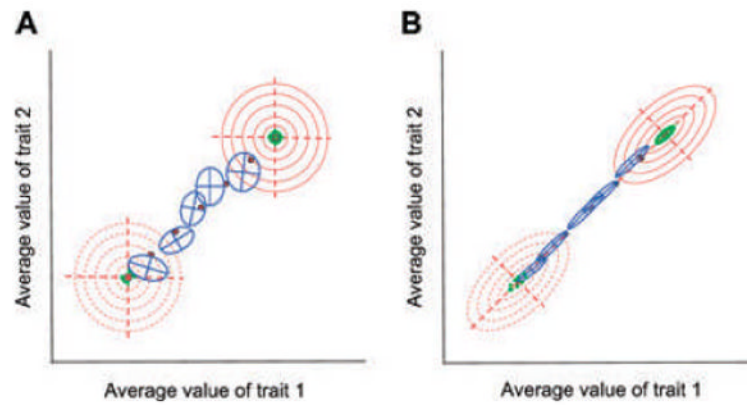 A
B
Average value of trait 2
Average value of trait 2
Average value of trait 1
Average value of trait 1